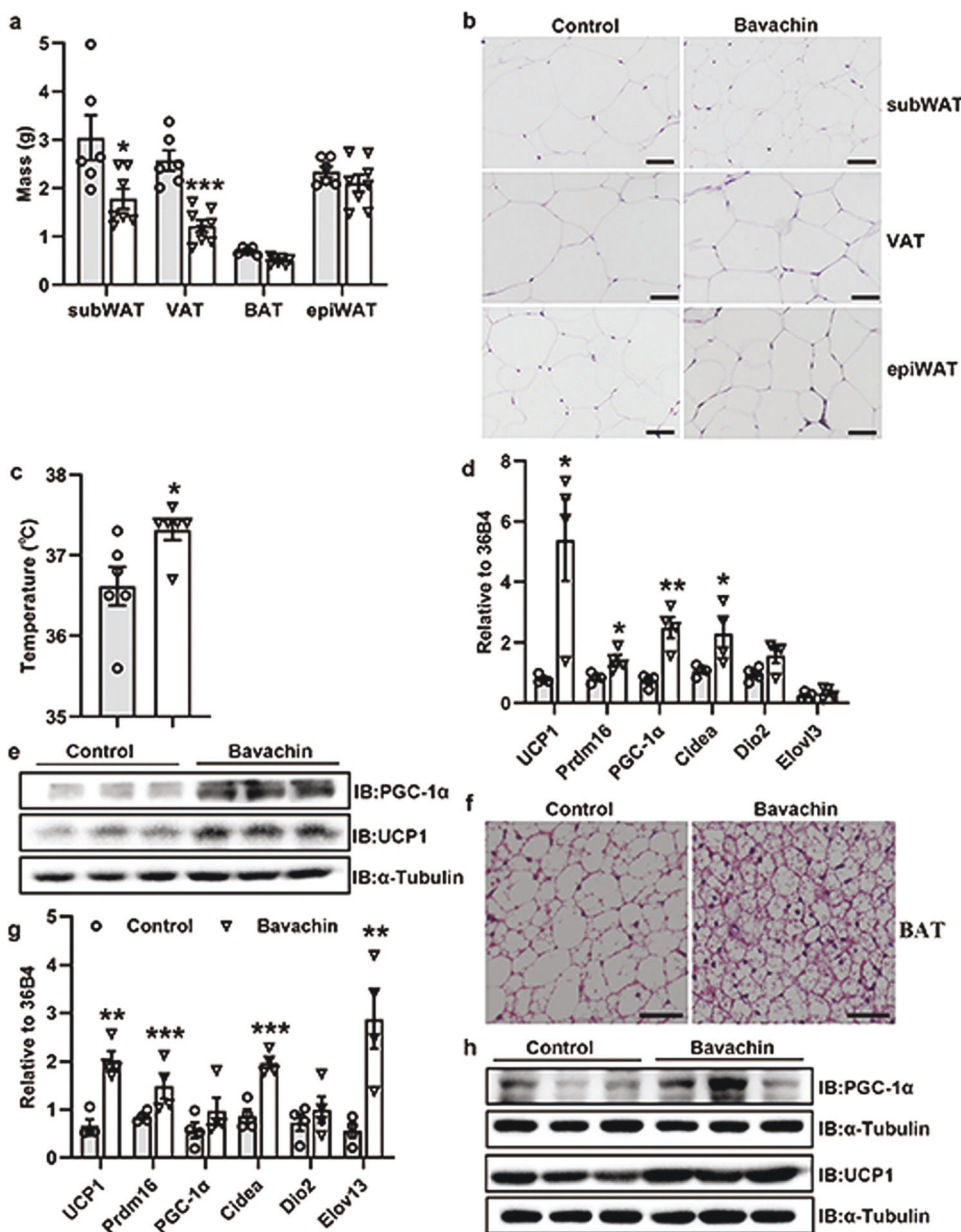 a
Mass (g)
5
4
3
2
1
0
*
***
subWAT VAT BAT epiWAT
b
Control Bavachin
subWAT
VAT
epiWAT
c
Temperature (°C)
38
37
36
35
*
d
Relative to 36B4
8
6
4
2
0
*
*
**
*
UCP1 Prdm16 PGC-1α Cidea Dio2 Elovl3
e
Control Bavachin
IB:PGC-1α
IB:UCP1
IB:α-Tubulin
f
Control Bavachin
BAT
g
Control Bavachin
Relative to 36B4
5
4
3
2
1
0
**
***
***
**
UCP1 Prdm16 PGC-1α Cidea Dio2 Elov13
h
Control Bavachin
IB:PGC-1α
IB:α-Tubulin
IB:UCP1
IB:α-Tubulin